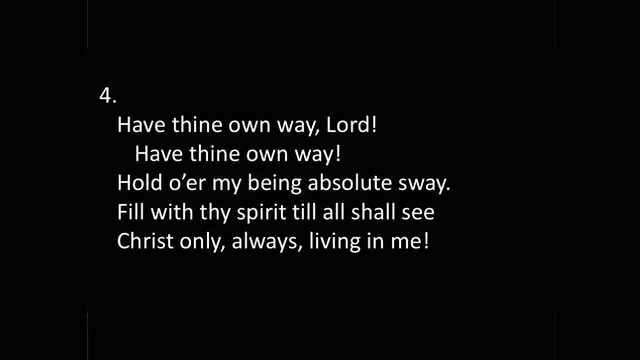 4.
Have thine own way, Lord!
Have thine own way!
Hold o’er my being absolute sway.
Fill with thy spirit till all shall see
Christ only, always, living in me!